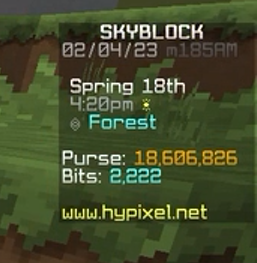 SKYBLOCK
02/04/23 m185AM
Spring 18th
4:20pm
Forest
Purse: 18,606,826
Bits: 2,222
www.hypixel.net